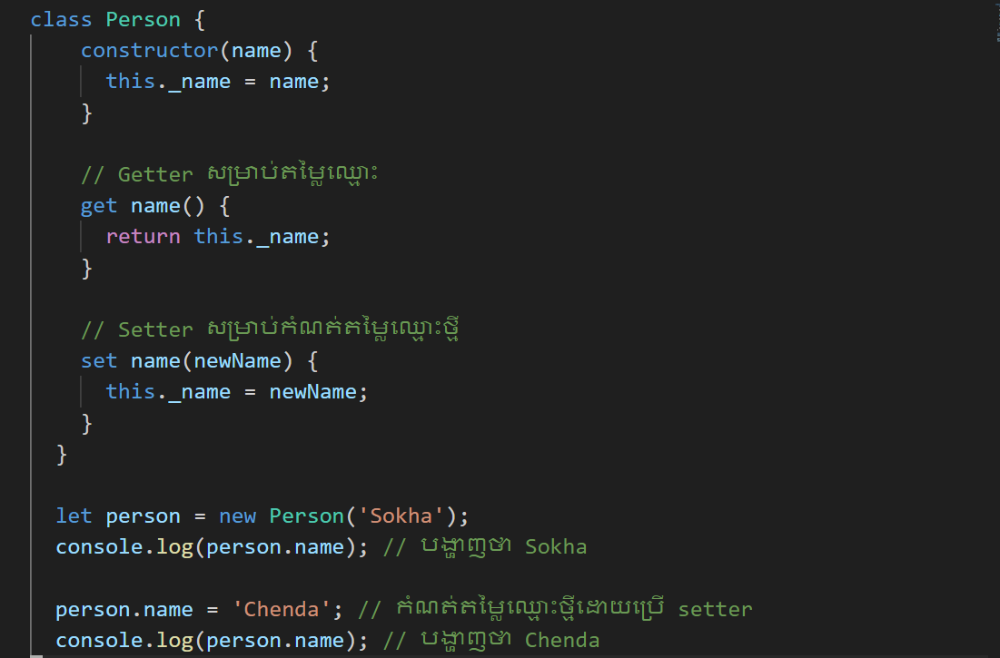 class Person {
constructor(name) {
this._name = name;
}
// Getter សម្រាប់តម្លៃឈ្មោះ
get name() {
return this._name;
}
// Setter សម្រាប់កំណត់តម្លៃឈ្មោះថ្មី
set name(newName) {
this._name = newName;
}
}
let person = new Person('Sokha');
console.log(person.name); // បង្ហាញថា Sokha
person.name = 'Chenda'; // កំណត់តម្លៃឈ្មោះថ្មីដោយប្រើ setter
console.log(person.name); // បង្ហាញថា Chenda